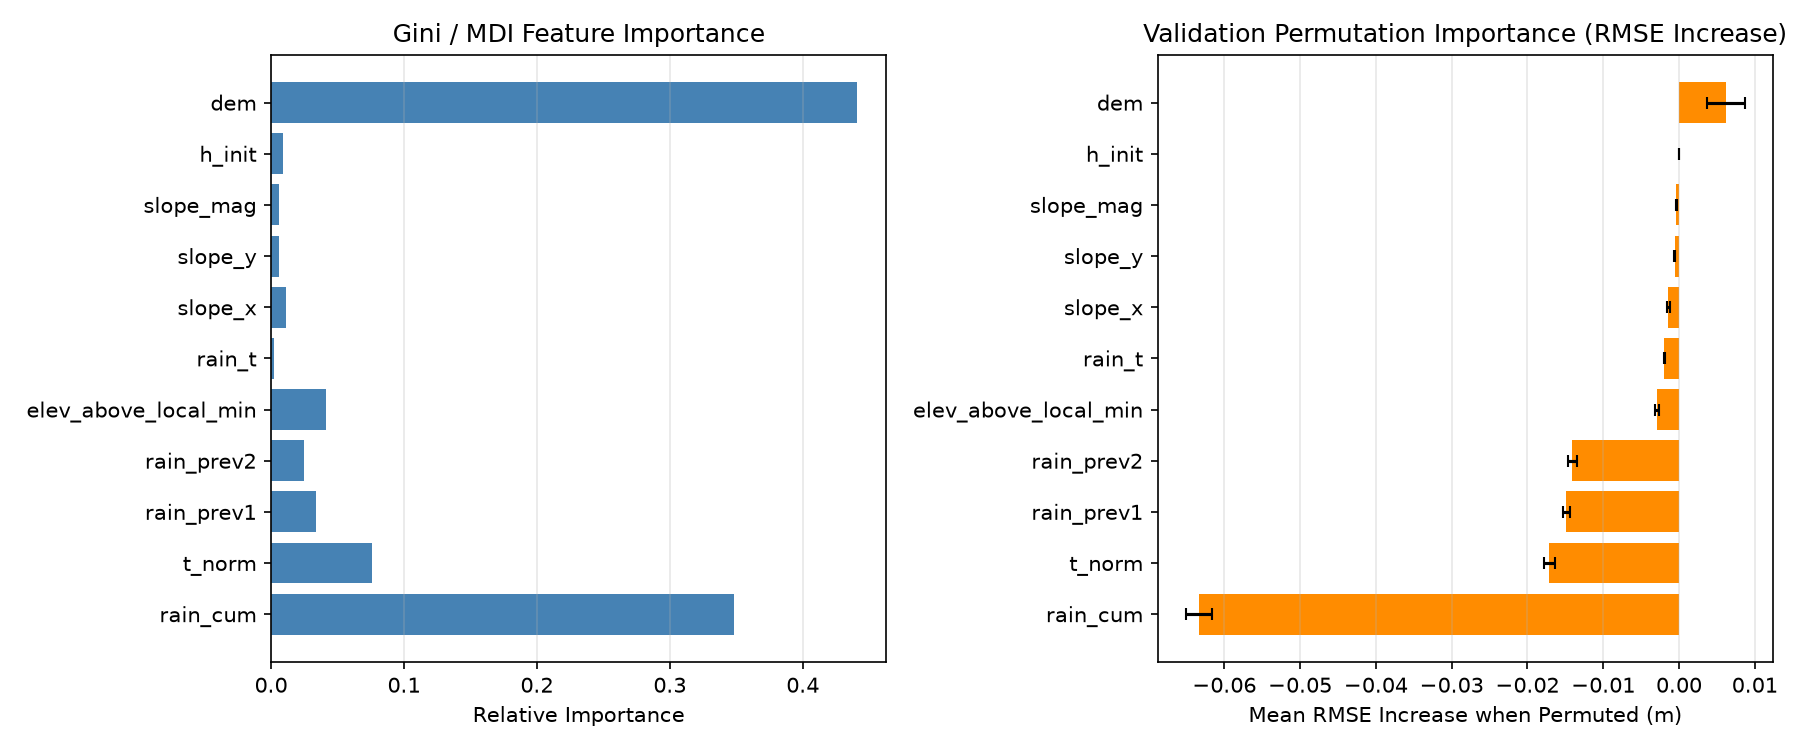 Gini / MDI Feature Importance
dem
h_init
slope_mag
slope_y
slope_x
rain_t
elev_above_local_min
rain_prev2
rain_prev1
t_norm
rain_cum
0.0 0.1 0.2 0.3 0.4
Relative Importance
Validation Permutation Importance (RMSE Increase)
dem
h_init
slope_mag
slope_y
slope_x
rain_t
elev_above_local_min
rain_prev2
rain_prev1
t_norm
rain_cum
−0.06 −0.05 −0.04 −0.03 −0.02 −0.01 0.00 0.01
Mean RMSE Increase when Permuted (m)